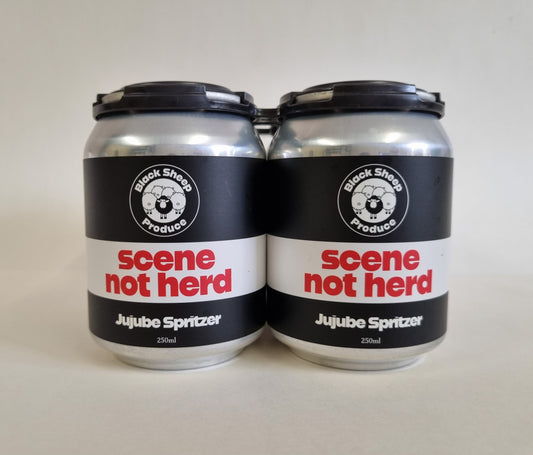 Black Sheep
Produce
scene
not herd
Jujube Spritzer
250ml
Black Sheep
Produce
scene
not herd
Jujube Spritzer
250ml